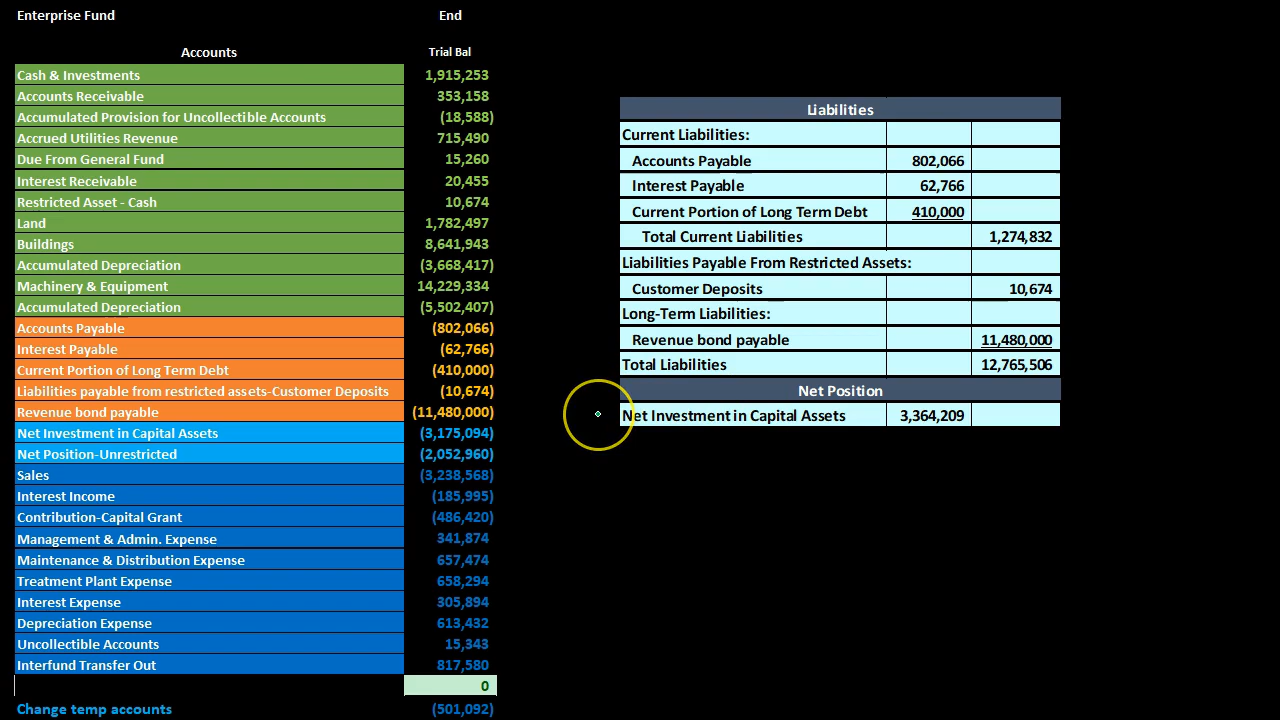 Enterprise Fund End
Accounts Trial Bal
Cash & Investments 1,915,253
Accounts Receivable 353,158
Accumulated Provision for Uncollectible Accounts (18,588)
Accrued Utilities Revenue 715,490
Due From General Fund 15,260
Interest Receivable 20,455
Restricted Asset - Cash 10,674
Land 1,782,497
Buildings 8,641,943
Accumulated Depreciation (3,668,417)
Machinery & Equipment 14,229,334
Accumulated Depreciation (5,502,407)
Accounts Payable (802,066)
Interest Payable (62,766)
Current Portion of Long Term Debt (410,000)
Liabilities payable from restricted assets-Customer Deposits (10,674)
Revenue bond payable (11,480,000)
Net Investment in Capital Assets (3,175,094)
Net Position-Unrestricted (2,052,960)
Sales (3,238,568)
Interest Income (185,995)
Contribution-Capital Grant (486,420)
Management & Admin. Expense 341,874
Maintenance & Distribution Expense 657,474
Treatment Plant Expense 658,294
Interest Expense 305,894
Depreciation Expense 613,432
Uncollectible Accounts 15,343
Interfund Transfer Out 817,580
0
Change temp accounts (501,092)
Liabilities
Current Liabilities:
Accounts Payable 802,066
Interest Payable 62,766
Current Portion of Long Term Debt 410,000
Total Current Liabilities 1,274,832
Liabilities Payable From Restricted Assets:
Customer Deposits 10,674
Long-Term Liabilities:
Revenue bond payable 11,480,000
Total Liabilities 12,765,506
Net Position
Net Investment in Capital Assets 3,364,209